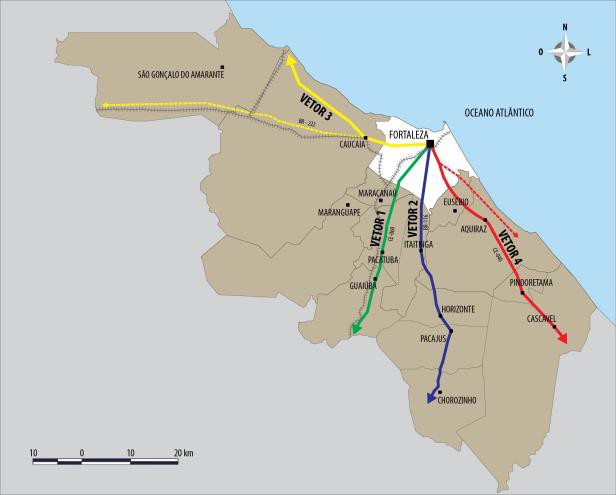 N
O
L
S
SÃO GONÇALO DO AMARANTE
OCEANO ATLÂNTICO
VETOR 3
BR - 222
FORTALEZA
CAUCAIA
MARACANAÚ
MARANGUAPE
EUSÉBIO
VETOR 1
VETOR 2
BR-116
AQUIRAZ
VETOR 4
CE-040
ITAITINGA
PACATUBA
GUAIÚBA
PINDORETAMA
HORIZONTE
CASCAVEL
PACAJUS
CHOROZINHO
10 0 10 20 km